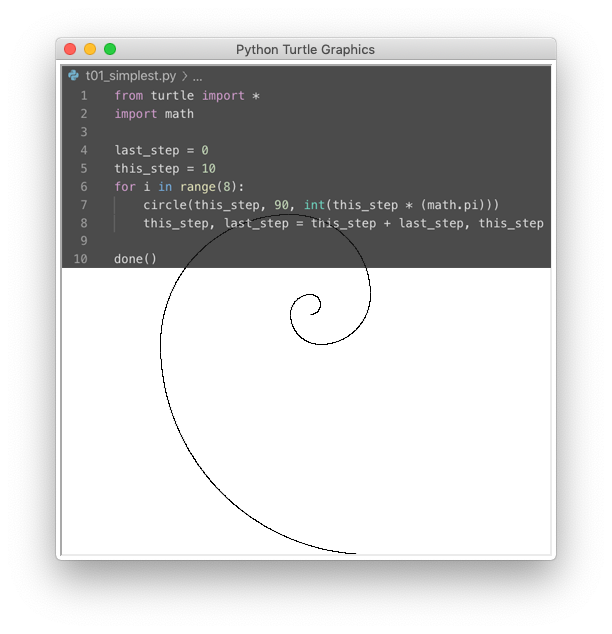 Python Turtle Graphics
t01_simplest.py > ...
1 from turtle import *
2 import math
3
4 last_step = 0
5 this_step = 10
6 for i in range(8):
7 circle(this_step, 90, int(this_step * (math.pi)))
8 this_step, last_step = this_step + last_step, this_step
9
10 done()